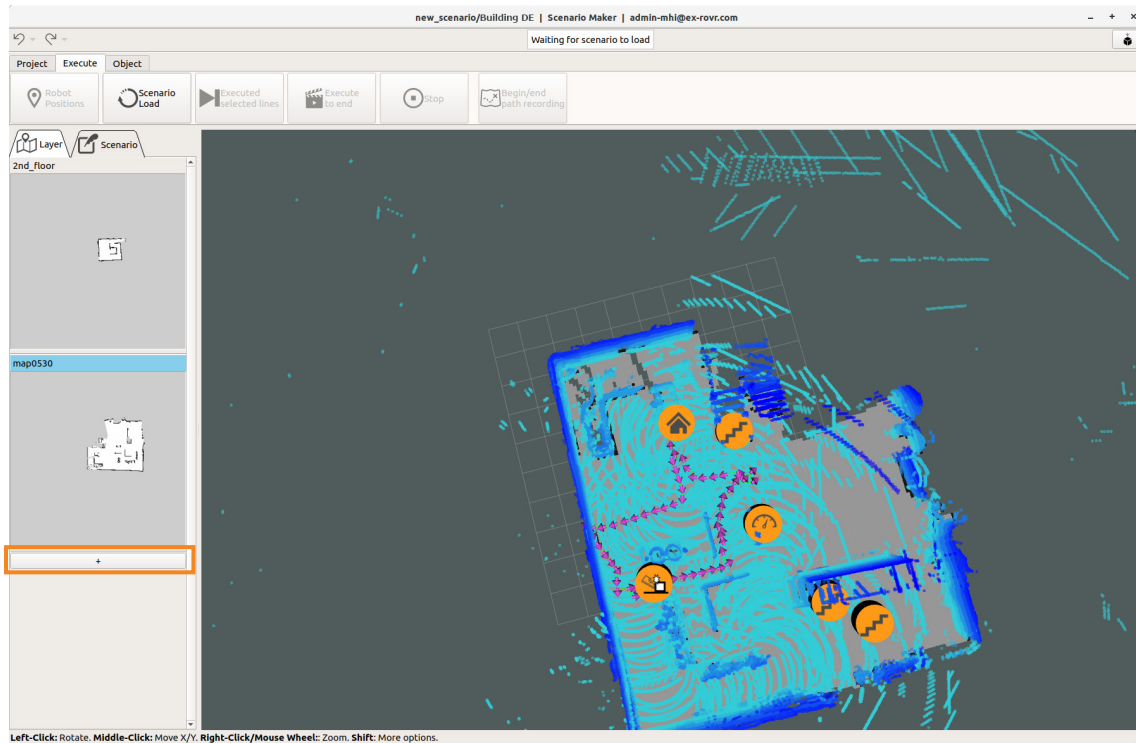 new_scenario/Building DE | Scenario Maker | admin-mhi@ex-rovr.com
Waiting for scenario to load
Project Execute Object
Robot Positions
Scenario Load
Executed selected lines
Execute to end
Stop
Begin/end path recording
Layer Scenario
2nd_floor
map0530
+
Left-Click: Rotate. Middle-Click: Move X/Y. Right-Click/Mouse Wheel:: Zoom. Shift: More options.